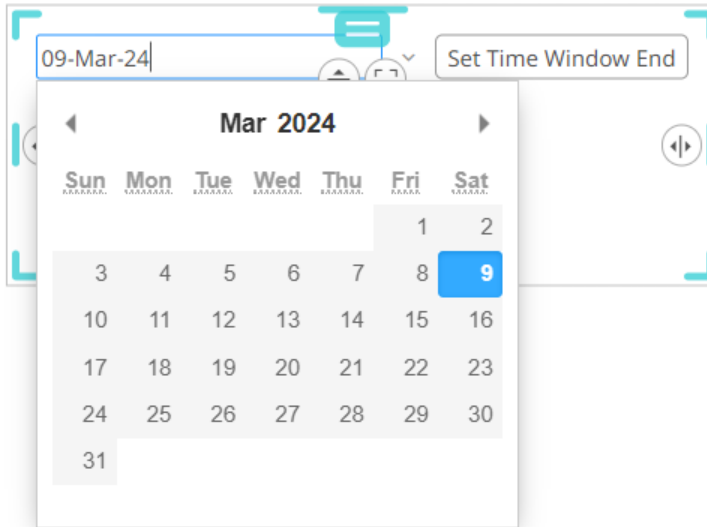 09-Mar-24 Set Time Window End
Mar 2024
Sun Mon Tue Wed Thu Fri Sat
1 2
3 4 5 6 7 8 9
10 11 12 13 14 15 16
17 18 19 20 21 22 23
24 25 26 27 28 29 30
31